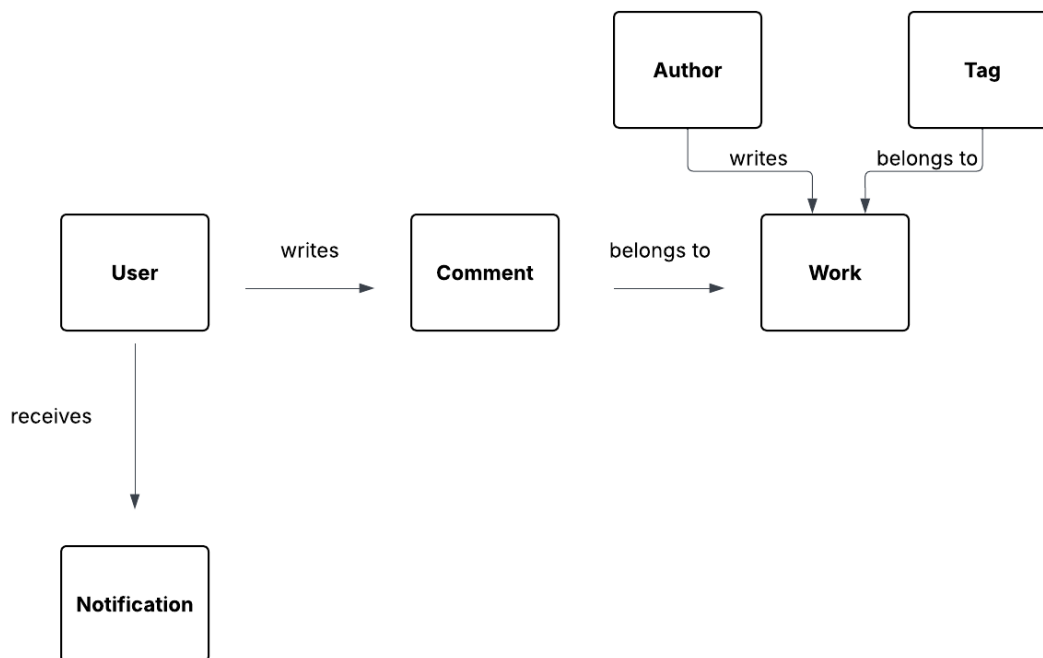 Author
Tag
writes
belongs to
User
writes
Comment
belongs to
Work
receives
Notification